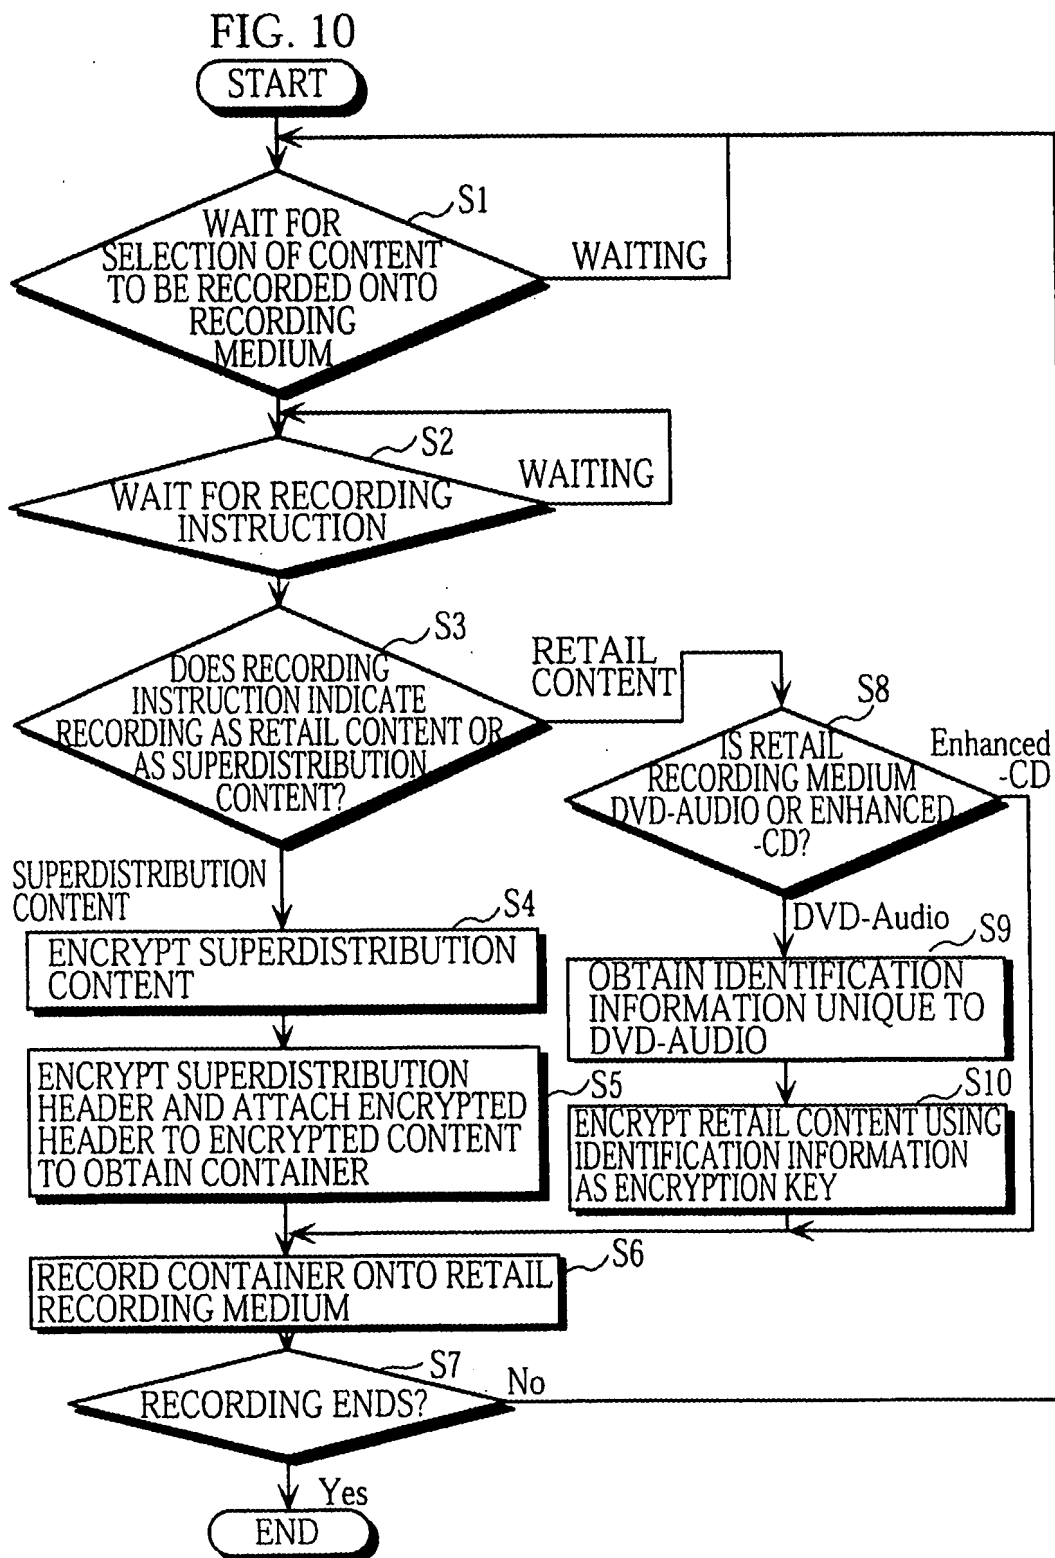 FIG. 10
START
S1
WAIT FOR
SELECTION OF CONTENT
TO BE RECORDED ONTO
RECORDING
MEDIUM
WAITING
S2
WAITING
WAIT FOR RECORDING
INSTRUCTION
S3
DOES RECORDING
INSTRUCTION INDICATE
RECORDING AS RETAIL CONTENT OR
AS SUPERDISTRIBUTION
CONTENT?
RETAIL
CONTENT
S8
IS RETAIL
RECORDING MEDIUM
DVD-AUDIO OR ENHANCED
-CD?
Enhanced
-CD
SUPERDISTRIBUTION
CONTENT
S4
ENCRYPT SUPERDISTRIBUTION
CONTENT
DVD-Audio
S9
OBTAIN IDENTIFICATION
INFORMATION UNIQUE TO
DVD-AUDIO
S5
ENCRYPT SUPERDISTRIBUTION
HEADER AND ATTACH ENCRYPTED
HEADER TO ENCRYPTED CONTENT
TO OBTAIN CONTAINER
S10
ENCRYPT RETAIL CONTENT USING
IDENTIFICATION INFORMATION
AS ENCRYPTION KEY
S6
RECORD CONTAINER ONTO RETAIL
RECORDING MEDIUM
S7
RECORDING ENDS?
No
Yes
END